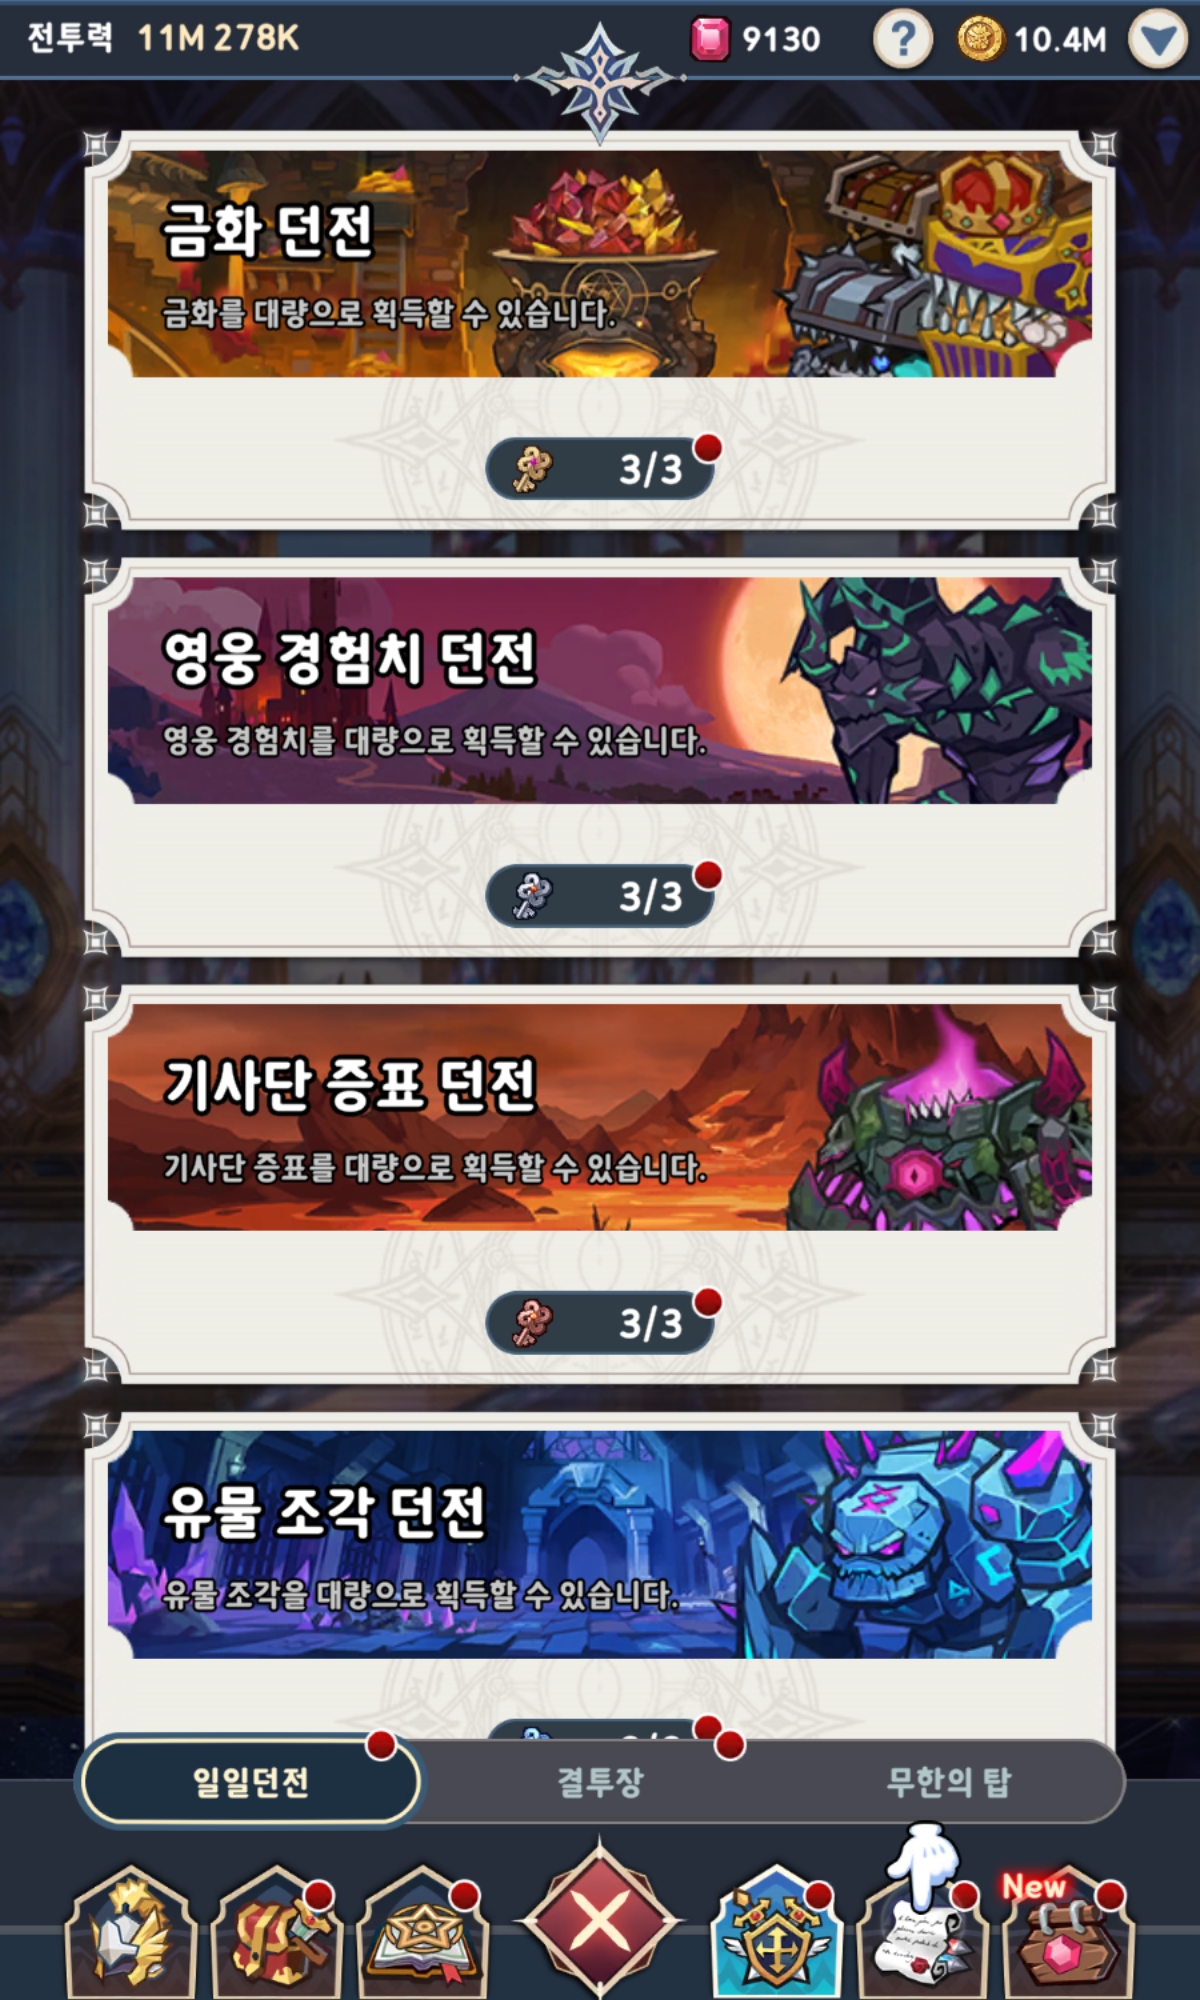 전투력 11M 278K
9130
?
10.4M
금화 던전
금화를 대량으로 획득할 수 있습니다.
3/3
영웅 경험치 던전
영웅 경험치를 대량으로 획득할 수 있습니다.
3/3
기사단 증표 던전
기사단 증표를 대량으로 획득할 수 있습니다.
3/3
유물 조각 던전
유물 조각을 대량으로 획득할 수 있습니다.
일일던전
결투장
무한의 탑
New